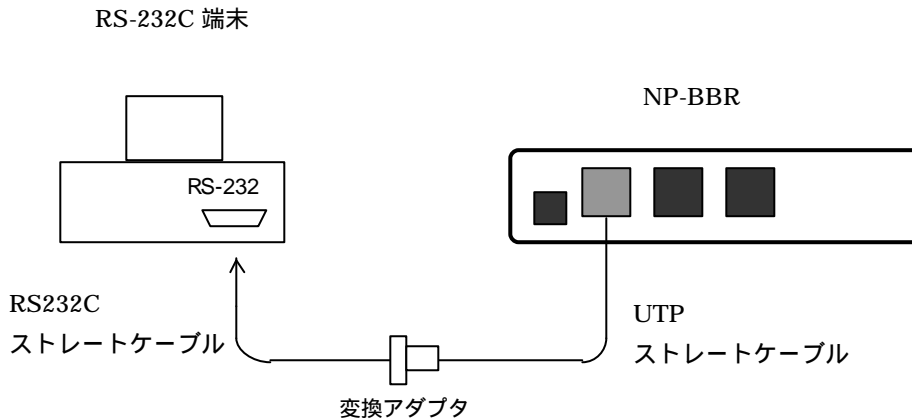 RS-232C 端末
NP-BBR
RS-232
RS232C
ストレートケーブル
UTP
ストレートケーブル
変換アダプタ